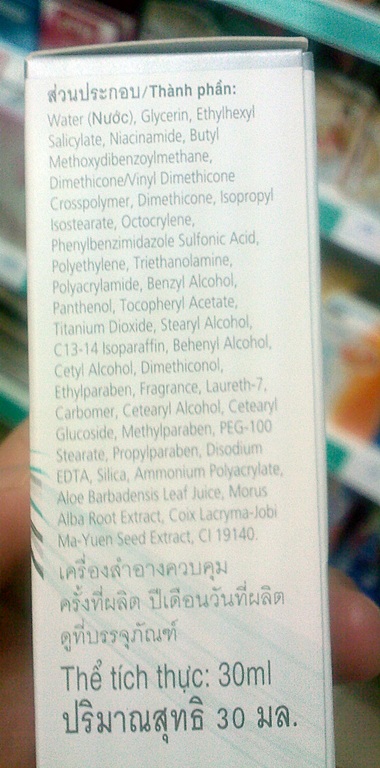 ส่วนประกอบ/Thành phần:
Water (Nước), Glycerin, Ethylhexyl
Salicylate, Niacinamide, Butyl
Methoxydibenzoylmethane,
Dimethicone/Vinyl Dimethicone
Crosspolymer, Dimethicone, Isopropyl
Isostearate, Octocrylene,
Phenylbenzimidazole Sulfonic Acid,
Polyethylene, Triethanolamine,
Polyacrylamide, Benzyl Alcohol,
Panthenol, Tocopheryl Acetate,
Titanium Dioxide, Stearyl Alcohol,
C13-14 Isoparaffin, Behenyl Alcohol,
Cetyl Alcohol, Dimethiconol,
Ethylparaben, Fragrance, Laureth-7,
Carbomer, Cetearyl Alcohol, Cetearyl
Glucoside, Methylparaben, PEG-100
Stearate, Propylparaben, Disodium
EDTA, Silica, Ammonium Polyacrylate,
Aloe Barbadensis Leaf Juice, Morus
Alba Root Extract, Coix Lacryma-Jobi
Ma-Yuen Seed Extract, CI 19140.
เครื่องสำอางควบคุม
ครั้งที่ผลิต ปีเดือนวันที่ผลิต
ดูที่บรรจุภัณฑ์
Thể tích thực: 30ml
ปริมาณสุทธิ 30 มล.